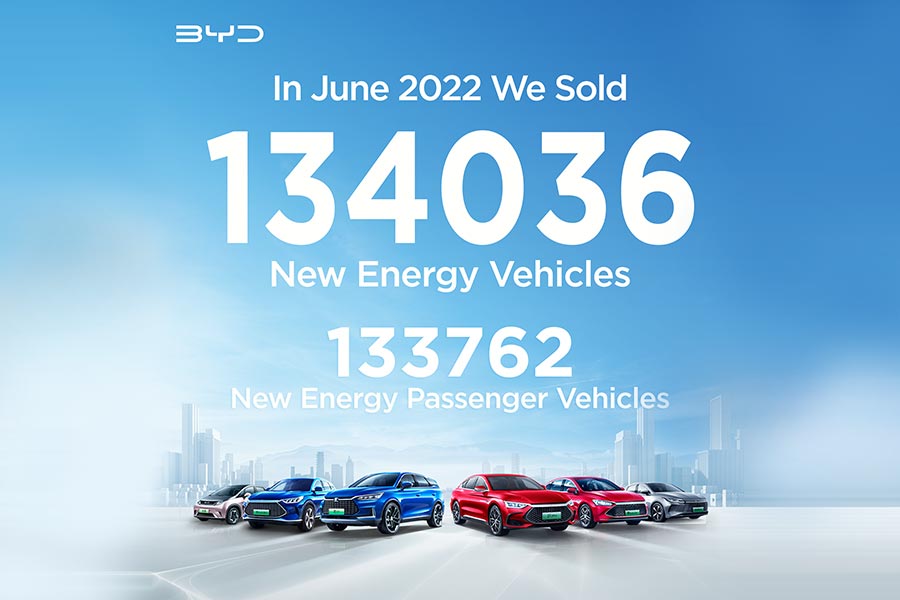 BYD
In June 2022 We Sold
134036
New Energy Vehicles
133762
New Energy Passenger Vehicles